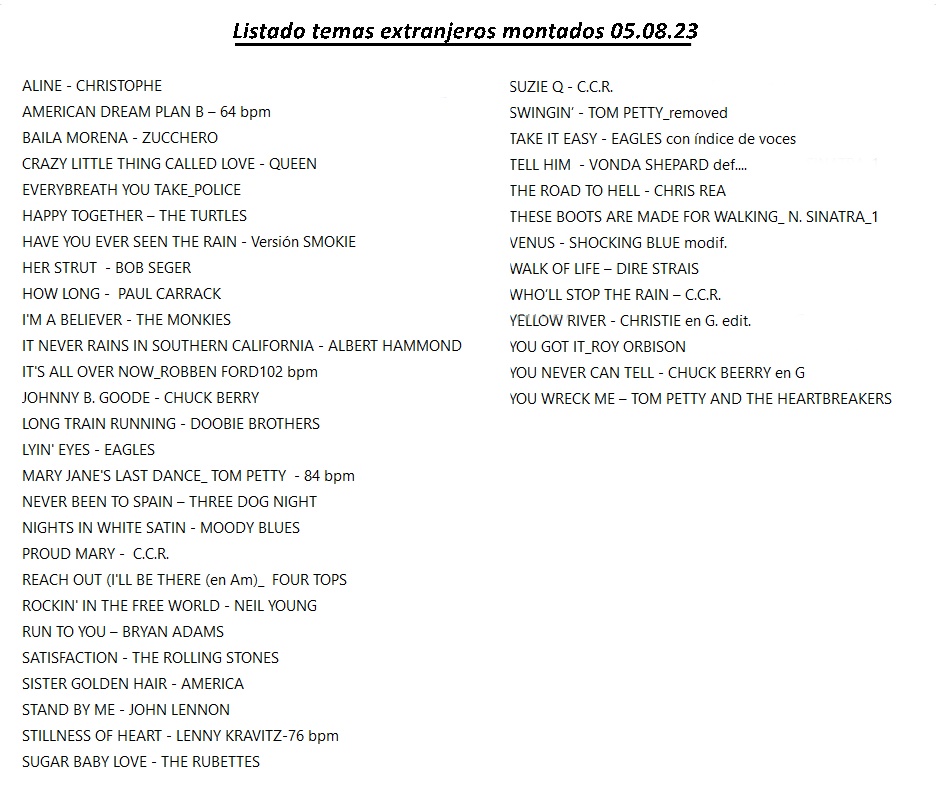 Listado temas extranjeros montados 05.08.23
ALINE - CHRISTOPHE
AMERICAN DREAM PLAN B – 64 bpm
BAILA MORENA - ZUCCHERO
CRAZY LITTLE THING CALLED LOVE - QUEEN
EVERYBREATH YOU TAKE_POLICE
HAPPY TOGETHER – THE TURTLES
HAVE YOU EVER SEEN THE RAIN - Versión SMOKIE
HER STRUT  - BOB SEGER
HOW LONG -  PAUL CARRACK
I'M A BELIEVER - THE MONKIES
IT NEVER RAINS IN SOUTHERN CALIFORNIA - ALBERT HAMMOND
IT'S ALL OVER NOW_ROBBEN FORD102 bpm
JOHNNY B. GOODE - CHUCK BERRY
LONG TRAIN RUNNING - DOOBIE BROTHERS
LYIN' EYES - EAGLES
MARY JANE'S LAST DANCE_ TOM PETTY  - 84 bpm
NEVER BEEN TO SPAIN – THREE DOG NIGHT
NIGHTS IN WHITE SATIN - MOODY BLUES
PROUD MARY -  C.C.R.
REACH OUT (I'LL BE THERE (en Am)_  FOUR TOPS
ROCKIN' IN THE FREE WORLD - NEIL YOUNG
RUN TO YOU – BRYAN ADAMS
SATISFACTION - THE ROLLING STONES
SISTER GOLDEN HAIR - AMERICA
STAND BY ME - JOHN LENNON
STILLNESS OF HEART - LENNY KRAVITZ-76 bpm
SUGAR BABY LOVE - THE RUBETTES
SUZIE Q - C.C.R.
SWINGIN' - TOM PETTY_removed
TAKE IT EASY - EAGLES con índice de voces
TELL HIM  - VONDA SHEPARD def....
THE ROAD TO HELL - CHRIS REA
THESE BOOTS ARE MADE FOR WALKING_ N. SINATRA_1
VENUS - SHOCKING BLUE modif.
WALK OF LIFE – DIRE STRAIS
WHO'LL STOP THE RAIN – C.C.R.
YELLOW RIVER - CHRISTIE en G. edit.
YOU GOT IT_ROY ORBISON
YOU NEVER CAN TELL - CHUCK BEERRY en G
YOU WRECK ME – TOM PETTY AND THE HEARTBREAKERS